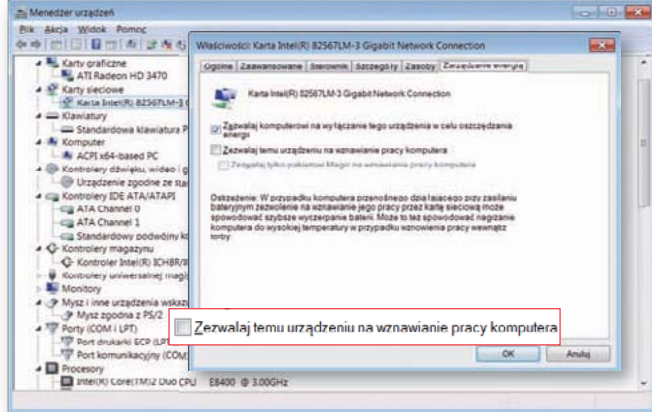 Menedżer urządzeń
Plik Akcja Widok Pomoc
Karty graficzne
ATI Radeon HD 3470
Karty sieciowe
Karta Intel(R) 82567LM-3
Klawiatury
Standardowa klawiatura P
Komputer
ACPI x64-based PC
Kontrolery dźwięku, wideo i g
Urządzenie zgodne ze
Kontrolery IDE ATA/ATAPI
ATA Channel 0
ATA Channel 1
Standardowy podwójny
Kontrolery magazynu
Kontroler Intel(R)
Kontrolery uniwersalnej
Monitory
Mysz i inne urządzenia
Mysz zgodna z PS/2
Porty (COM i LPT)
Port drukarki ECP (LPT
Port komunikacyjny (COM
Procesory
Intel(R) Core(TM)2 Duo CPU E8400 @ 3.00GHz
Właściwości: Karta Intel(R) 82567LM-3 Gigabit Network Connection
Ogólne Zaawansowane Sterownik Szczegóły Zasoby Zarządzanie energią
Karta Intel(R) 82567LM-3 Gigabit Network Connection
Zezwalaj komputerowi na wyłączanie tego urządzenia w celu oszczędzania
energii
Zezwalaj temu urządzeniu na wznawianie pracy komputera
Zezwalaj tylko pakietowi Magic na wznawianie pracy komputera
Ostrzeżenie: W przypadku komputera przenośnego działającego przy zasilaniu
bateryjnym zezwolenie na wznawianie jego pracy przez kartę sieciową może
spowodować szybsze wyczerpanie baterii. Może to też spowodować nagrzanie
komputera do wysokiej temperatury w przypadku wznowienia pracy wewnątrz
torby.
Zezwalaj temu urządzeniu na wznawianie pracy komputera
OK Anuluj